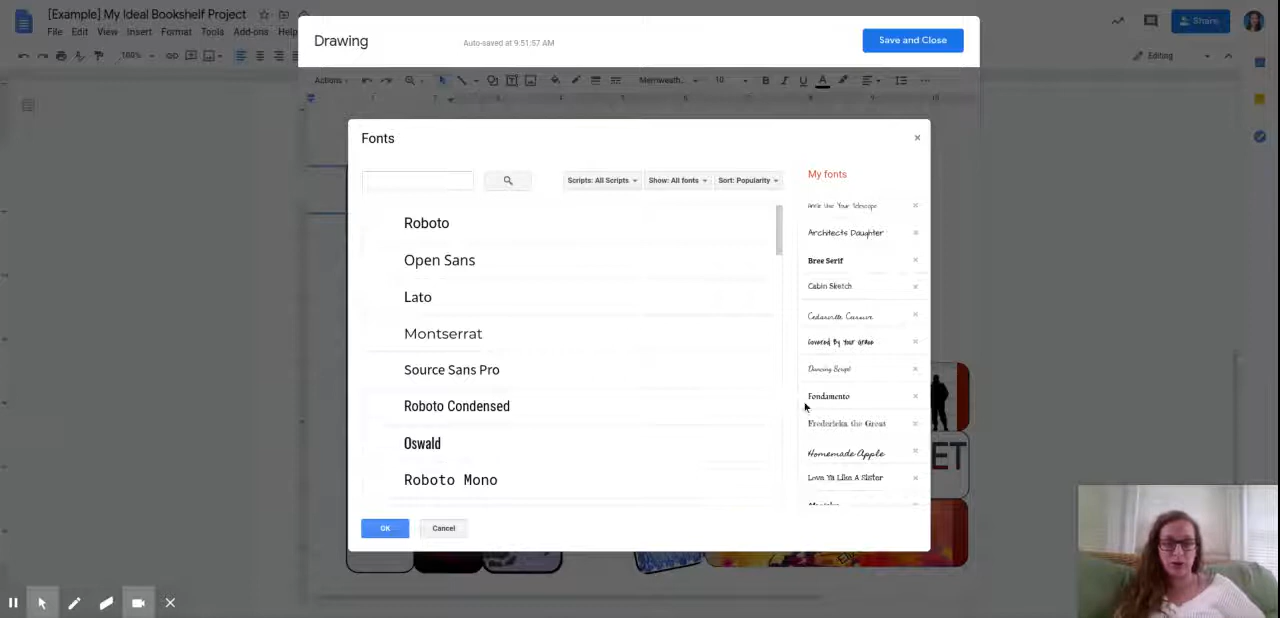 [Example] My Ideal Bookshelf Project
File Edit View Insert Format Tools Add-ons Help
Share
100%
Editing
Drawing
Auto-saved at 9:51:57 AM
Save and Close
Actions
Merriweath...
10
B I U A
Fonts
×
Scripts: All Scripts
Show: All fonts
Sort: Popularity
My fonts
Roboto
Open Sans
Lato
Montserrat
Source Sans Pro
Roboto Condensed
Oswald
Roboto Mono
Architects Daughter
Bree Serif
Cabin Sketch
Cedarville Cursive
Covered By Your Grace
Dancing Script
Fondamento
Fredericka the Great
Homemade Apple
Love Ya Like A Sister
OK
Cancel
ET